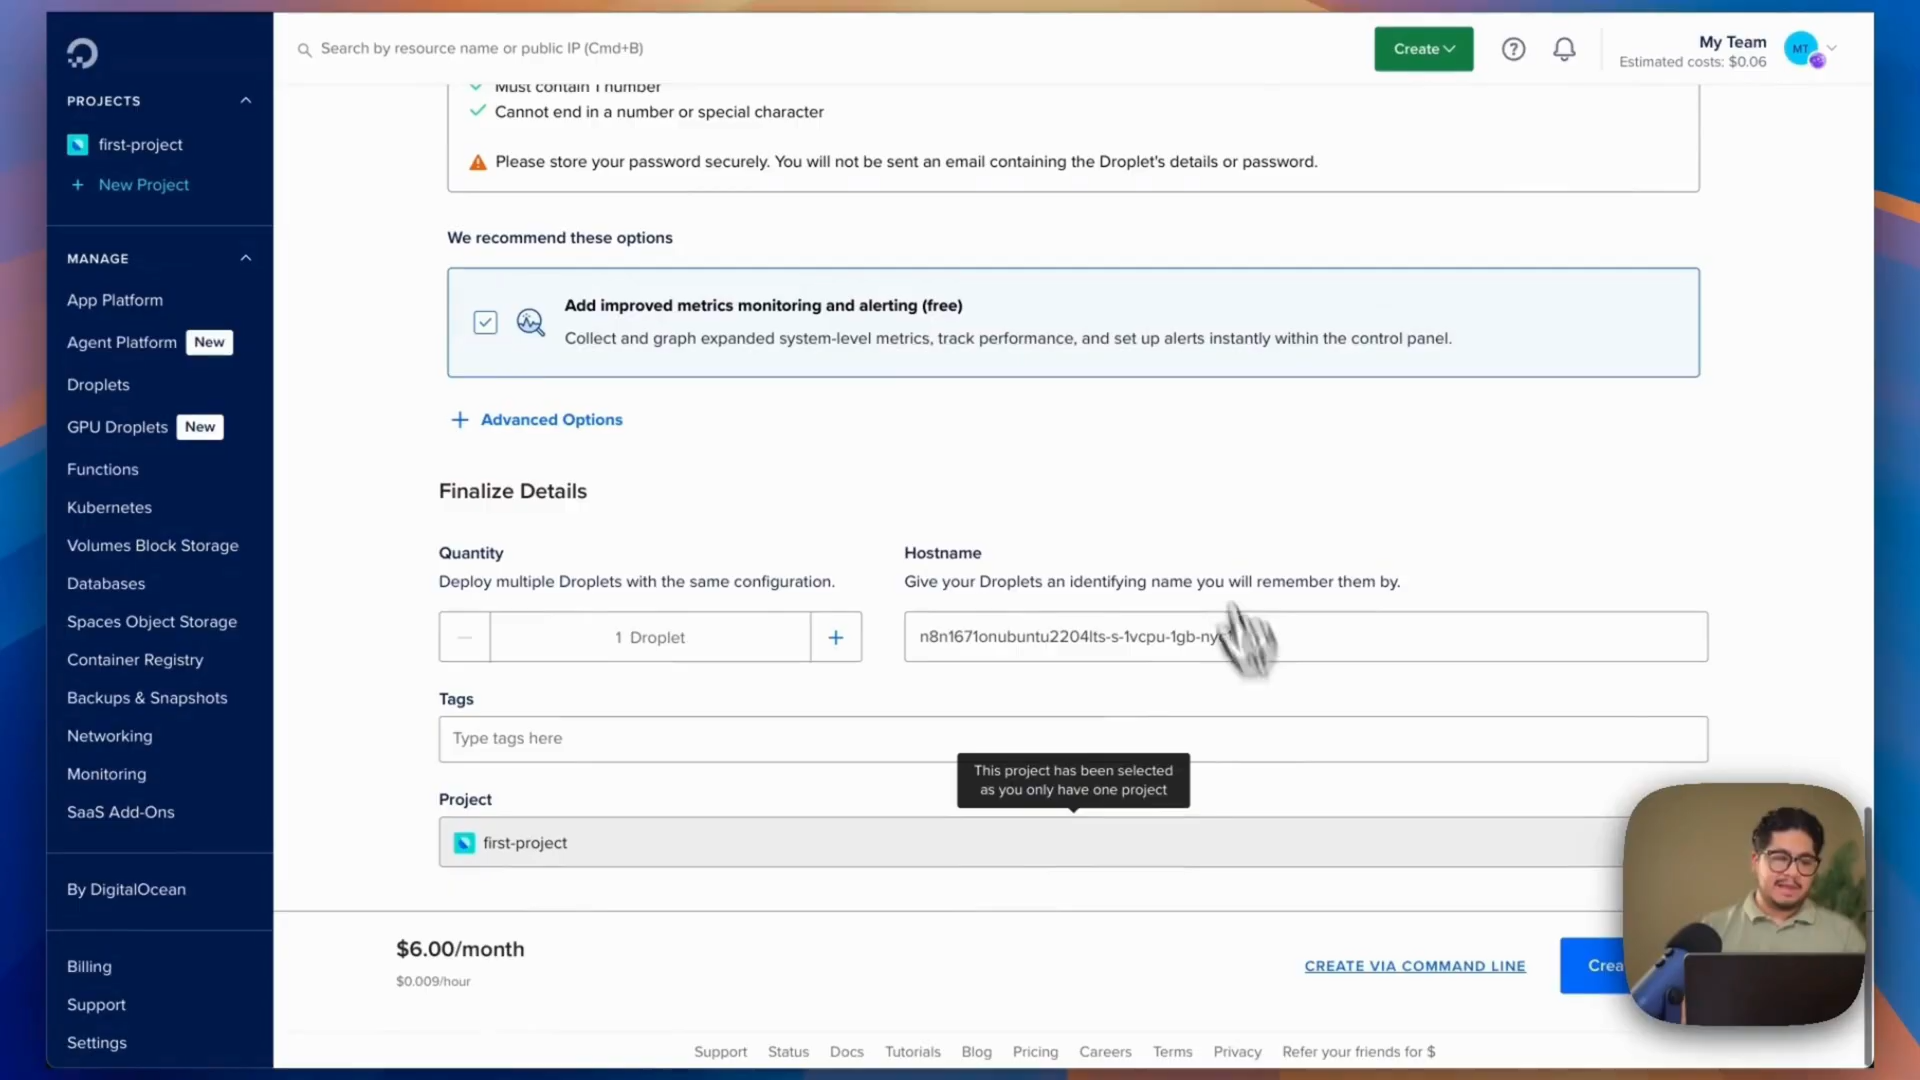 PROJECTS
first-project
+ New Project
MANAGE
App Platform
Agent Platform New
Droplets
GPU Droplets New
Functions
Kubernetes
Volumes Block Storage
Databases
Spaces Object Storage
Container Registry
Backups & Snapshots
Networking
Monitoring
SaaS Add-Ons
By DigitalOcean
Billing
Support
Settings
Search by resource name or public IP (Cmd+B)
Create
My Team
Estimated costs: $0.06
MT
Must contain 1 number
Cannot end in a number or special character
Please store your password securely. You will not be sent an email containing the Droplet's details or password.
We recommend these options
Add improved metrics monitoring and alerting (free)
Collect and graph expanded system-level metrics, track performance, and set up alerts instantly within the control panel.
+ Advanced Options
Finalize Details
Quantity
Deploy multiple Droplets with the same configuration.
1 Droplet
Hostname
Give your Droplets an identifying name you will remember them by.
n8n1671onubuntu2204lts-s-1vcpu-1gb-ny
Tags
Type tags here
This project has been selected
as you only have one project
Project
first-project
$6.00/month
$0.009/hour
CREATE VIA COMMAND LINE
Crea
Support Status Docs Tutorials Blog Pricing Careers Terms Privacy Refer your friends for $